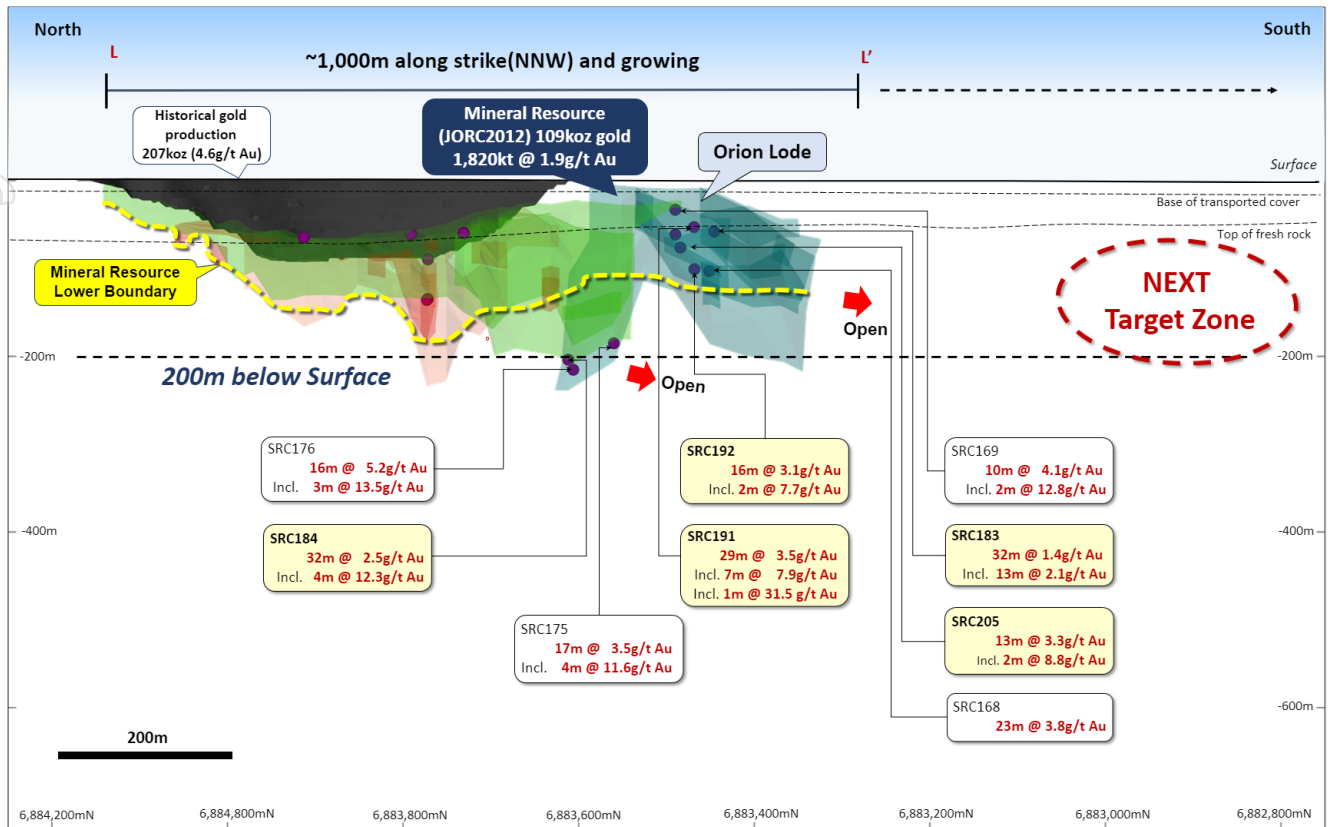 North
South
L
L’
~1,000m along strike(NNW) and growing
Historical gold
production
207koz (4.6g/t Au)
Mineral Resource
(JORC2012) 109koz gold
1,820kt @ 1.9g/t Au
Orion Lode
Surface
Base of transported cover
Top of fresh rock
Mineral Resource
Lower Boundary
NEXT
Target Zone
Open
Open
-200m
-200m
200m below Surface
SRC176
16m @ 5.2g/t Au
Incl. 3m @ 13.5g/t Au
SRC184
32m @ 2.5g/t Au
Incl. 4m @ 12.3g/t Au
SRC175
17m @ 3.5g/t Au
Incl. 4m @ 11.6g/t Au
SRC192
16m @ 3.1g/t Au
Incl. 2m @ 7.7g/t Au
SRC191
29m @ 3.5g/t Au
Incl. 7m @ 7.9g/t Au
Incl. 1m @ 31.5 g/t Au
SRC169
10m @ 4.1g/t Au
Incl. 2m @ 12.8g/t Au
SRC183
32m @ 1.4g/t Au
Incl. 13m @ 2.1g/t Au
SRC205
13m @ 3.3g/t Au
Incl. 2m @ 8.8g/t Au
SRC168
23m @ 3.8g/t Au
-400m
-400m
-600m
200m
6,884,200mN
6,884,800mN
6,883,800mN
6,883,600mN
6,883,400mN
6,883,200mN
6,883,000mN
6,882,800mN